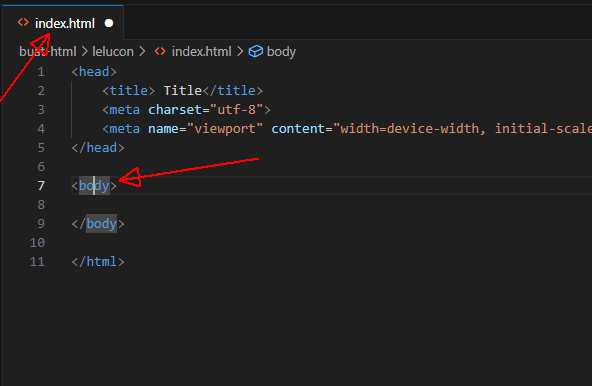 index.html
buat-html > lelucon > index.html > body
1 <head>
2 <title> Title</title>
3 <meta charset="utf-8">
4 <meta name="viewport" content="width=device-width, initial-scale
5 </head>
6
7 <body>
8
9 </body>
10
11 </html>